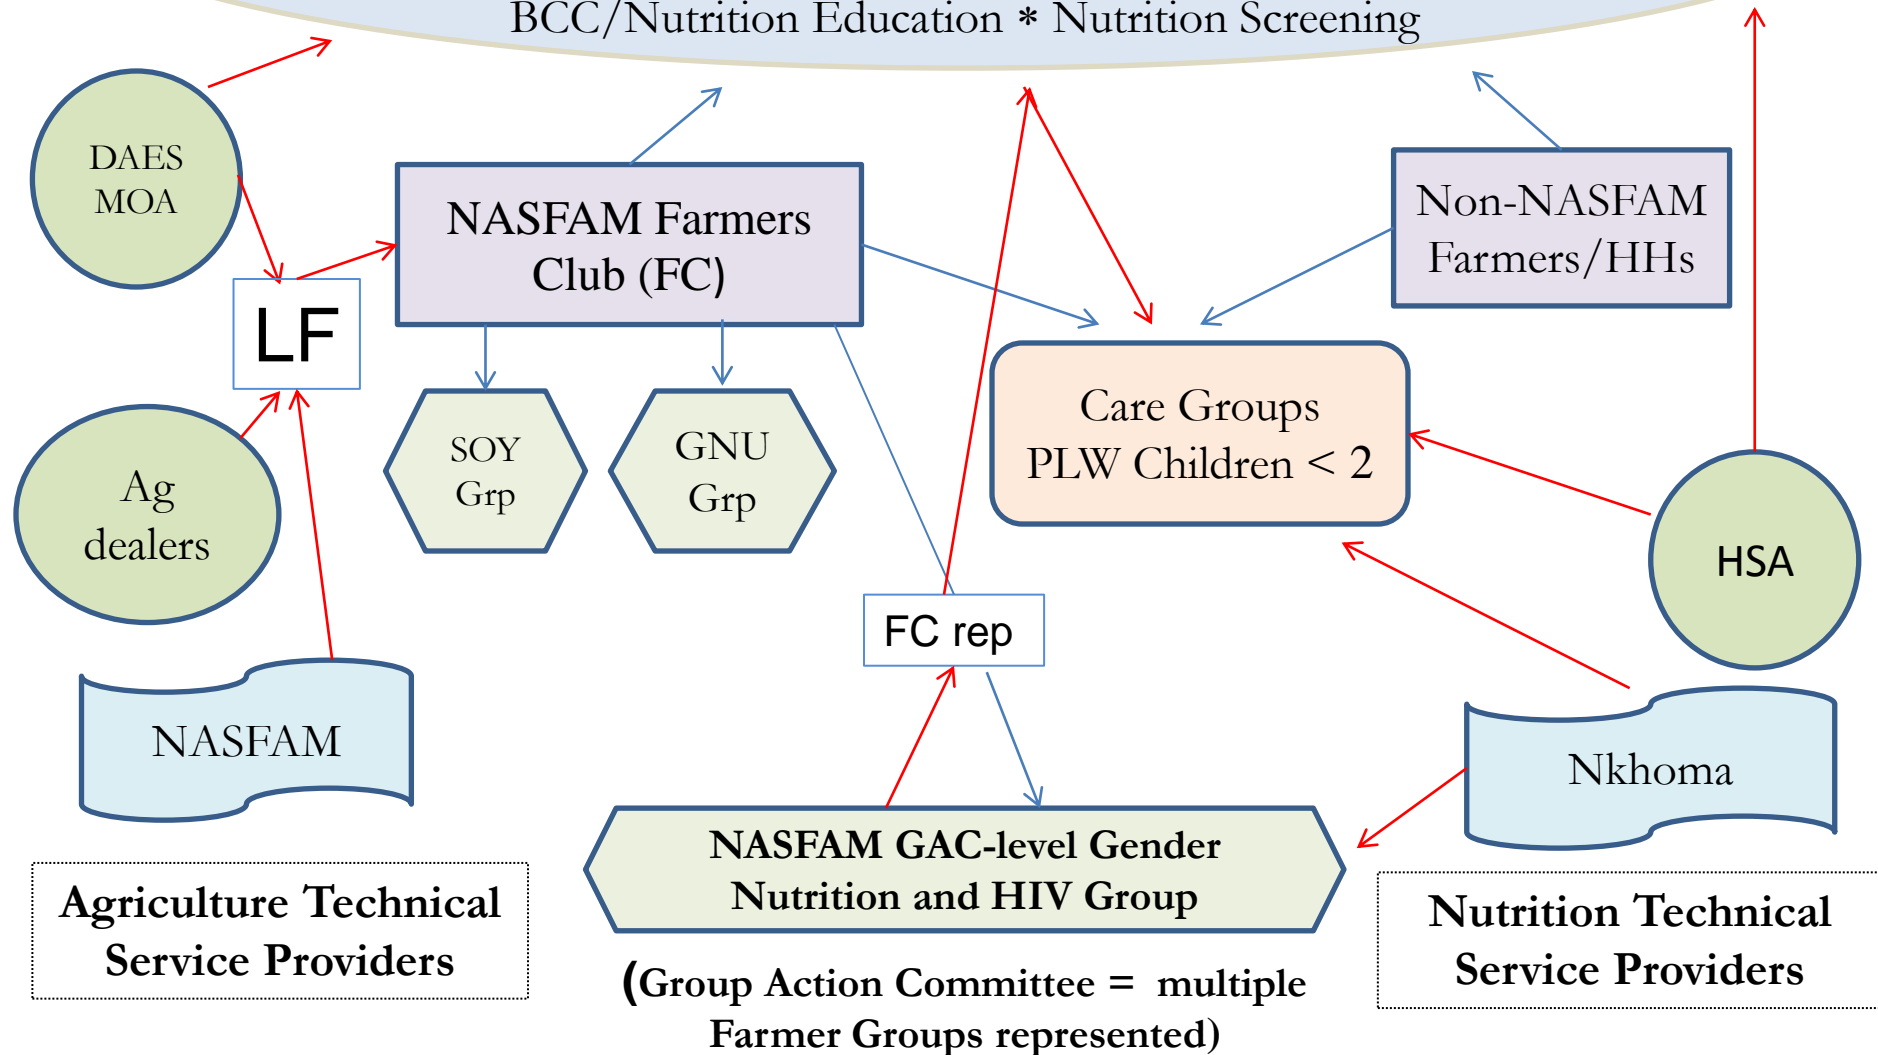 BCC/Nutrition Education * Nutrition Screening
DAES
MOA
NASFAM Farmers
Club (FC)
Non-NASFAM
Farmers/HHs
LF
SOY
Grp
GNU
Grp
Care Groups
PLW Children < 2
Ag
dealers
HSA
FC rep
NASFAM
Nkhoma
NASFAM GAC-level Gender
Nutrition and HIV Group
Agriculture Technical
Service Providers
Nutrition Technical
Service Providers
(Group Action Committee = multiple
Farmer Groups represented)